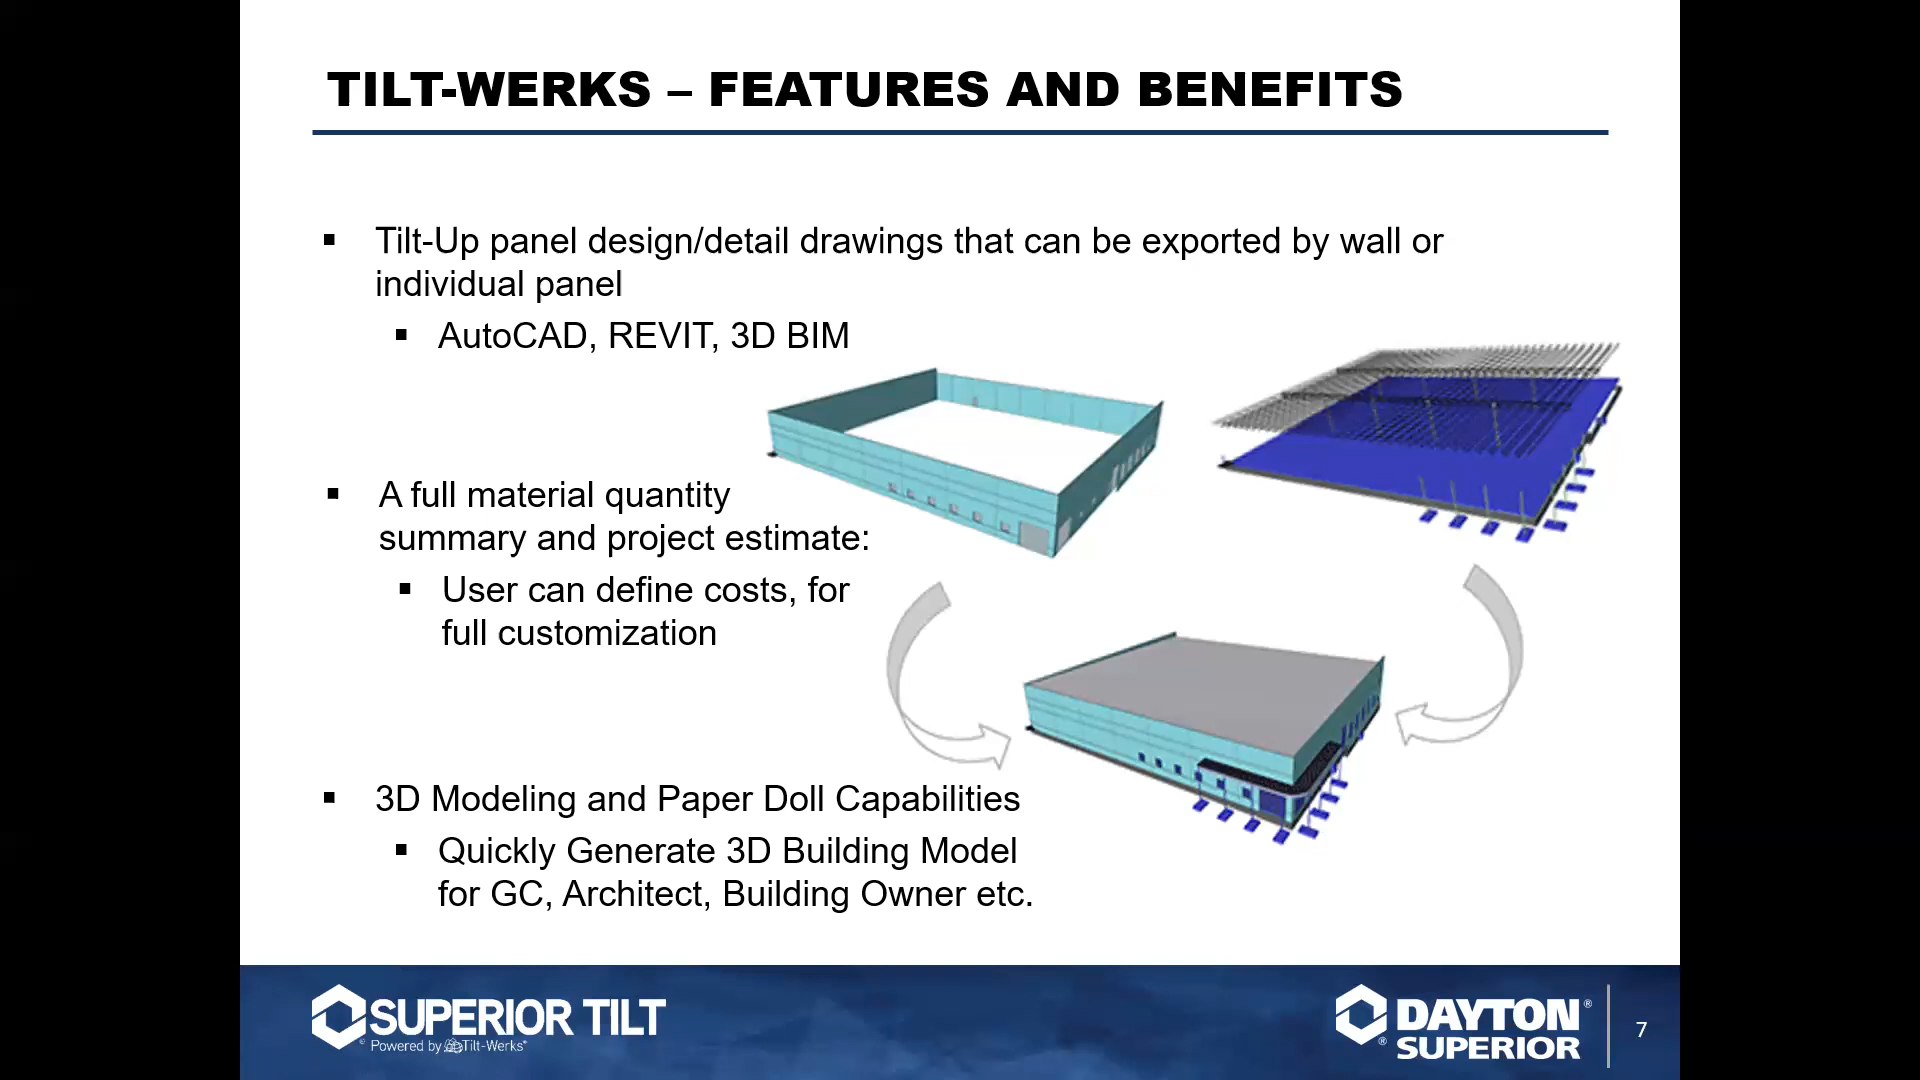 TILT-WERKS – FEATURES AND BENEFITS
▪ Tilt-Up panel design/detail drawings that can be exported by wall or
individual panel
▪ AutoCAD, REVIT, 3D BIM
▪ A full material quantity
summary and project estimate:
▪ User can define costs, for
full customization
▪ 3D Modeling and Paper Doll Capabilities
▪ Quickly Generate 3D Building Model
for GC, Architect, Building Owner etc.
SUPERIOR TILT
Powered by Tilt-Werks®
DAYTON®
SUPERIOR
7